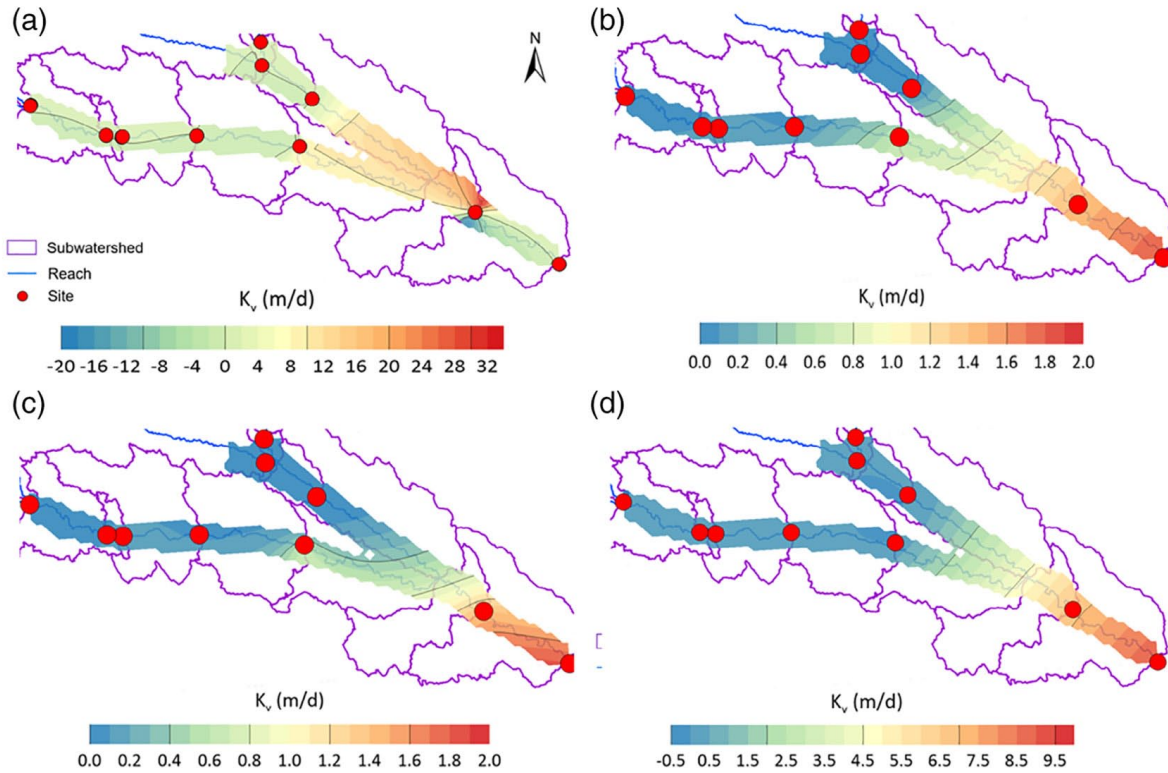 (a)
(b)
N
Subwatershed
Reach
Site
Kv (m/d)
-20 -16 -12 -8 -4 0 4 8 12 16 20 24 28 32
Kv (m/d)
0.0 0.2 0.4 0.6 0.8 1.0 1.2 1.4 1.6 1.8 2.0
(c)
(d)
Kv (m/d)
0.0 0.2 0.4 0.6 0.8 1.0 1.2 1.4 1.6 1.8 2.0
Kv (m/d)
-0.5 0.5 1.5 2.5 3.5 4.5 5.5 6.5 7.5 8.5 9.5